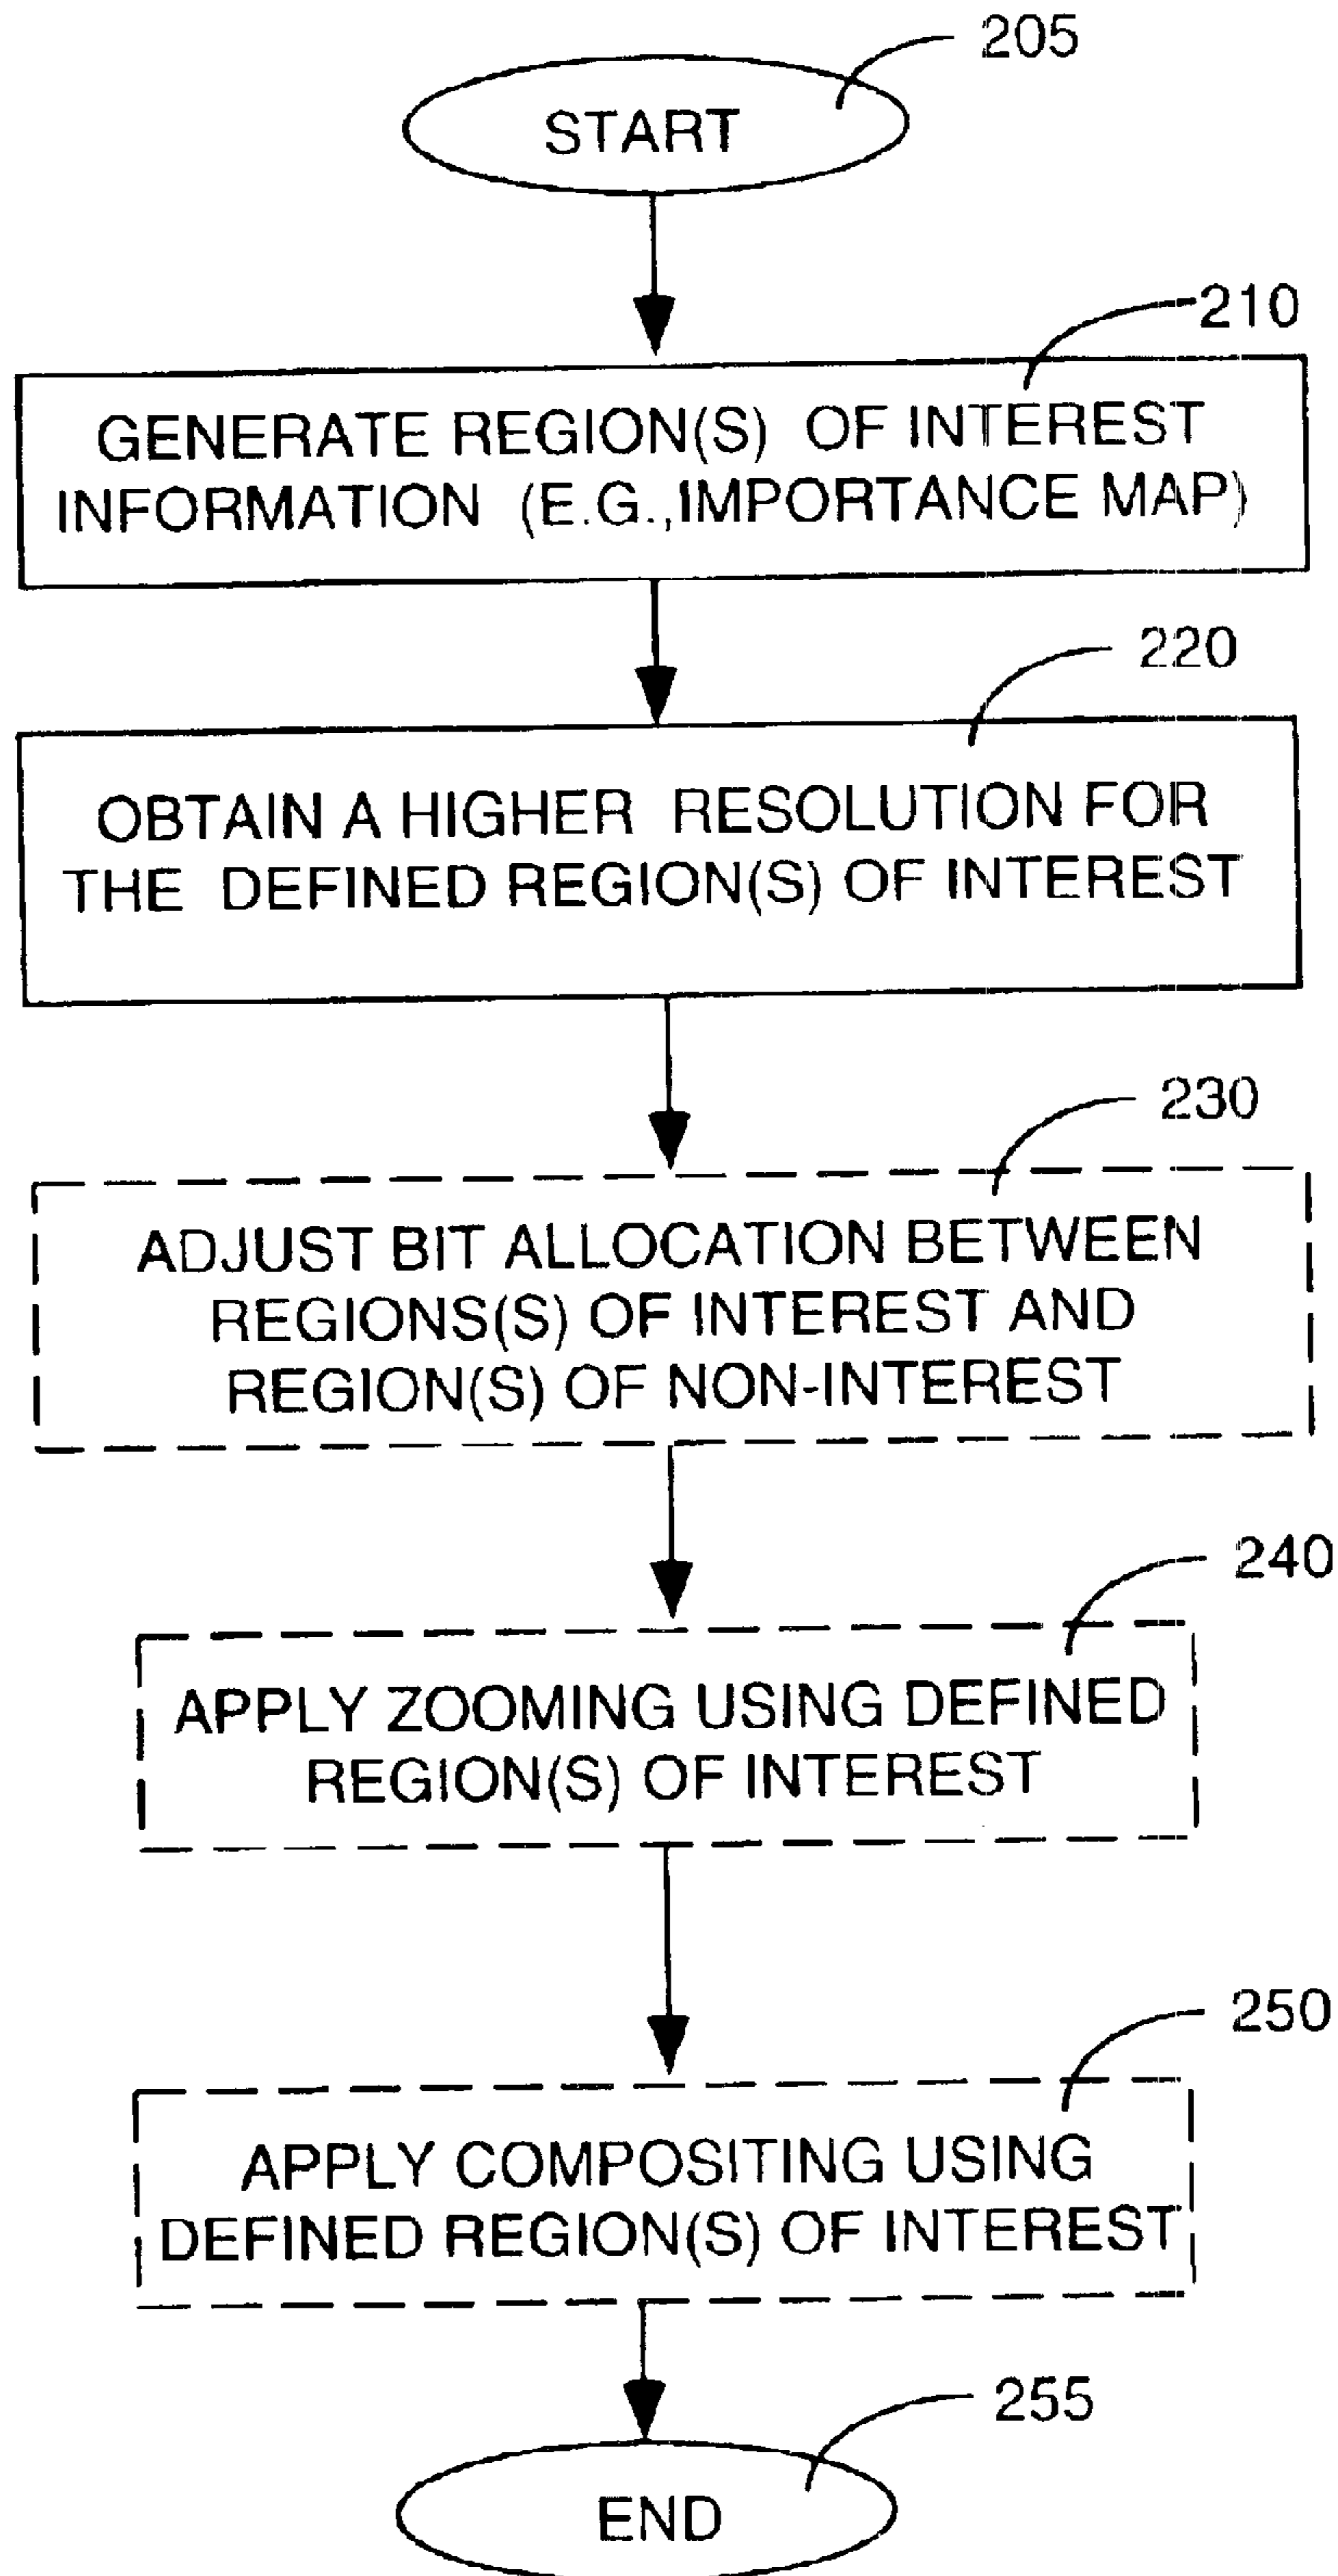 205
START
210
GENERATE REGION(S) OF INTEREST
INFORMATION (E.G.,IMPORTANCE MAP)
220
OBTAIN A HIGHER RESOLUTION FOR
THE DEFINED REGION(S) OF INTEREST
230
ADJUST BIT ALLOCATION BETWEEN
REGIONS(S) OF INTEREST AND
REGION(S) OF NON-INTEREST
240
APPLY ZOOMING USING DEFINED
REGION(S) OF INTEREST
250
APPLY COMPOSITING USING
DEFINED REGION(S) OF INTEREST
255
END